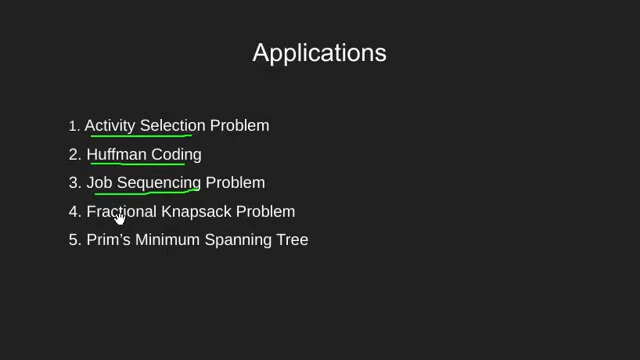 Applications
1. Activity Selection Problem
2. Huffman Coding
3. Job Sequencing Problem
4. Fractional Knapsack Problem
5. Prim’s Minimum Spanning Tree